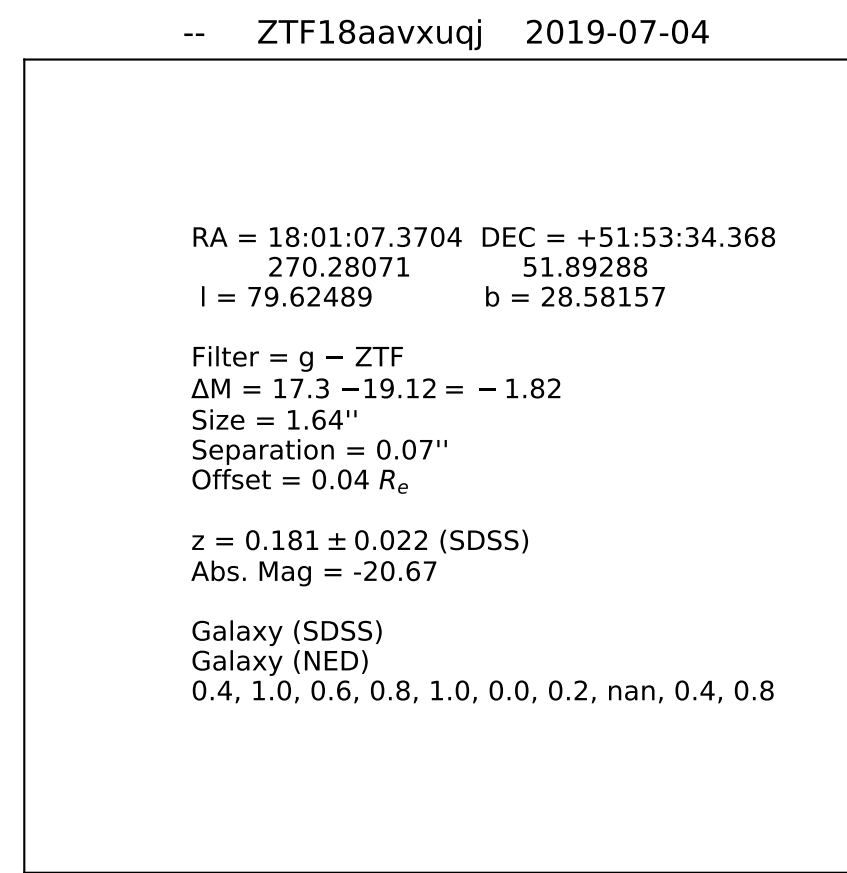 -- ZTF18aavxuqj 2019-07-04
RA = 18:01:07.3704 DEC = +51:53:34.368
270.28071 51.89288
l = 79.62489 b = 28.58157
Filter = g − ZTF
ΔM = 17.3 −19.12 = − 1.82
Size = 1.64''
Separation = 0.07''
Offset = 0.04 Rₑ
z = 0.181 ± 0.022 (SDSS)
Abs. Mag = -20.67
Galaxy (SDSS)
Galaxy (NED)
0.4, 1.0, 0.6, 0.8, 1.0, 0.0, 0.2, nan, 0.4, 0.8